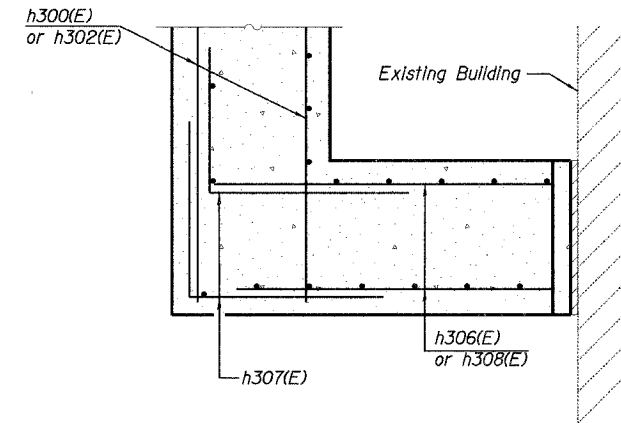 h300(E)
or h302(E)
Existing Building
h306(E)
or h308(E)
h307(E)